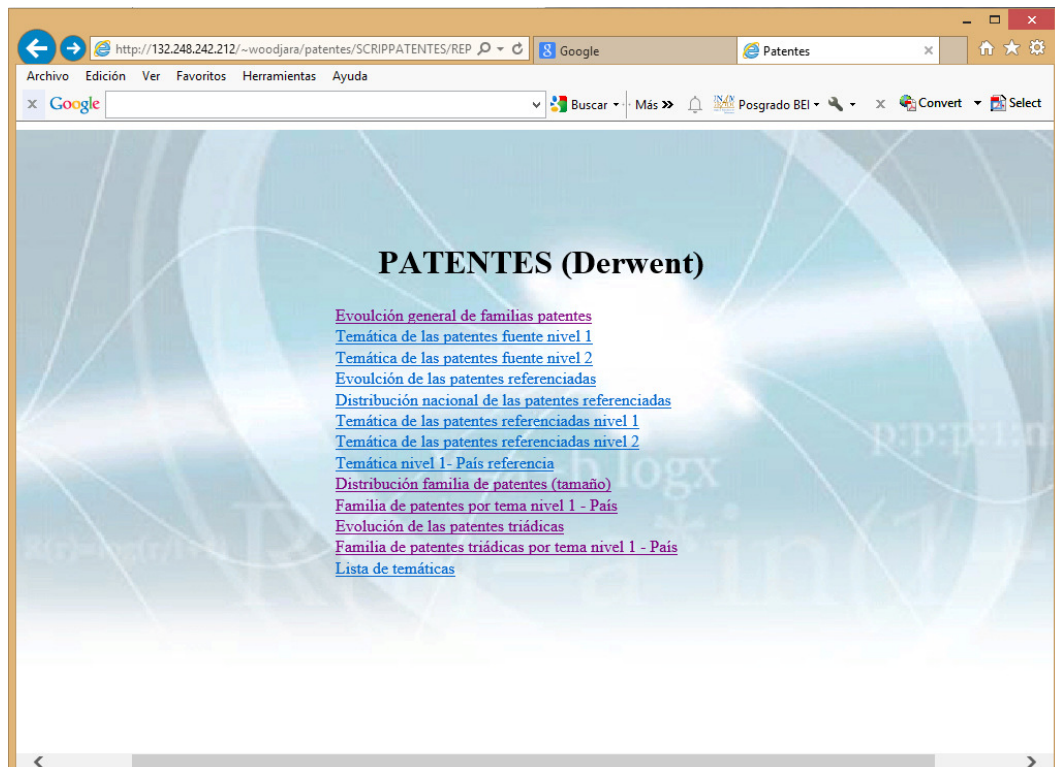 http://132.248.242.212/~woodjara/patentes/SCRIPPATENTES/REP
Google
Patentes
Archivo Edición Ver Favoritos Herramientas Ayuda
x Google Buscar Más Posgrado BEI x Convert Select
PATENTES (Derwent)
Evoulción general de familias patentes
Temática de las patentes fuente nivel 1
Temática de las patentes fuente nivel 2
Evoulción de las patentes referenciadas
Distribución nacional de las patentes referenciadas
Temática de las patentes referenciadas nivel 1
Temática de las patentes referenciadas nivel 2
Temática nivel 1- País referencia
Distribución familia de patentes (tamaño)
Familia de patentes por tema nivel 1 - País
Evolución de las patentes triádicas
Familia de patentes triádicas por tema nivel 1 - País
Lista de temáticas